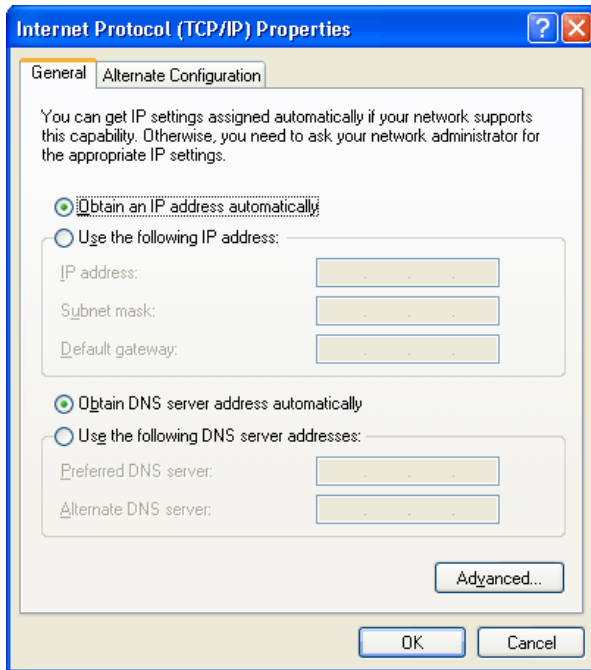 Internet Protocol (TCP/IP) Properties
General
Alternate Configuration
You can get IP settings assigned automatically if your network supports
this capability. Otherwise, you need to ask your network administrator for
the appropriate IP settings.
Obtain an IP address automatically
Use the following IP address:
IP address:
Subnet mask:
Default gateway:
Obtain DNS server address automatically
Use the following DNS server addresses:
Preferred DNS server:
Alternate DNS server:
Advanced...
OK
Cancel